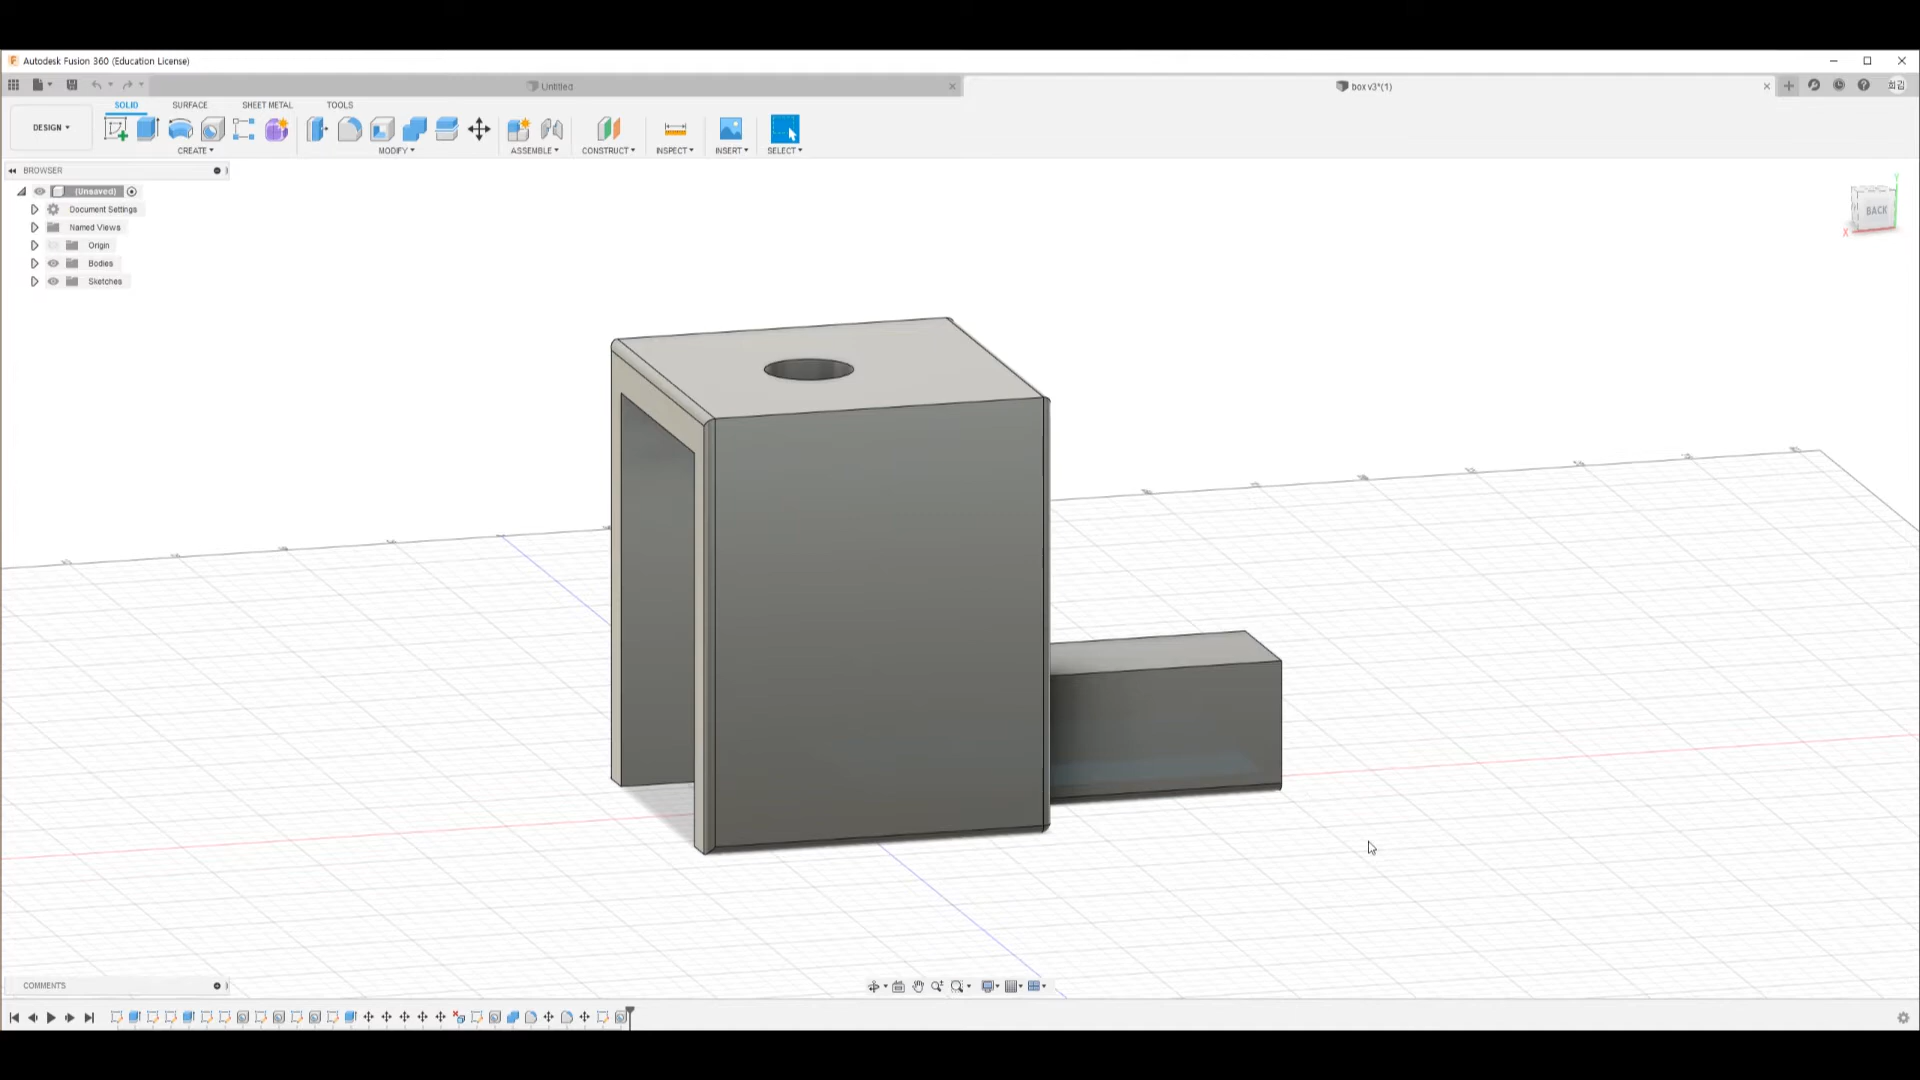 Autodesk Fusion 360 (Education License)
Untitled
box v3*(1)
SOLID
SURFACE
SHEET METAL
TOOLS
DESIGN
CREATE
MODIFY
ASSEMBLE
CONSTRUCT
INSPECT
INSERT
SELECT
BROWSER
(Unsaved)
Document Settings
Named Views
Origin
Bodies
Sketches
BACK
Y
X
COMMENTS